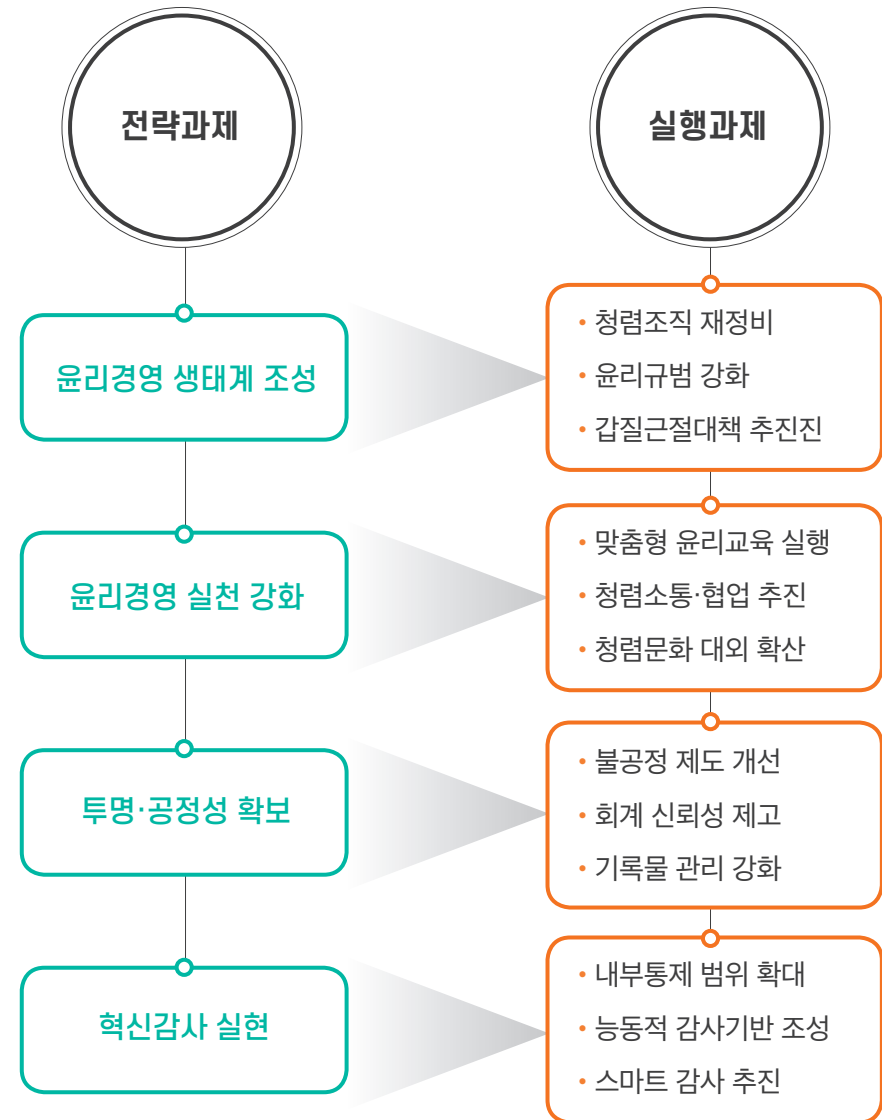 전략과제
실행과제
윤리경영 생태계 조성
• 청렴조직 재정비
• 윤리규범 강화
• 갑질근절대책 추진진
윤리경영 실천 강화
• 맞춤형 윤리교육 실행
• 청렴소통·협업 추진
• 청렴문화 대외 확산
투명·공정성 확보
• 불공정 제도 개선
• 회계 신뢰성 제고
• 기록물 관리 강화
혁신감사 실현
• 내부통제 범위 확대
• 능동적 감사기반 조성
• 스마트 감사 추진